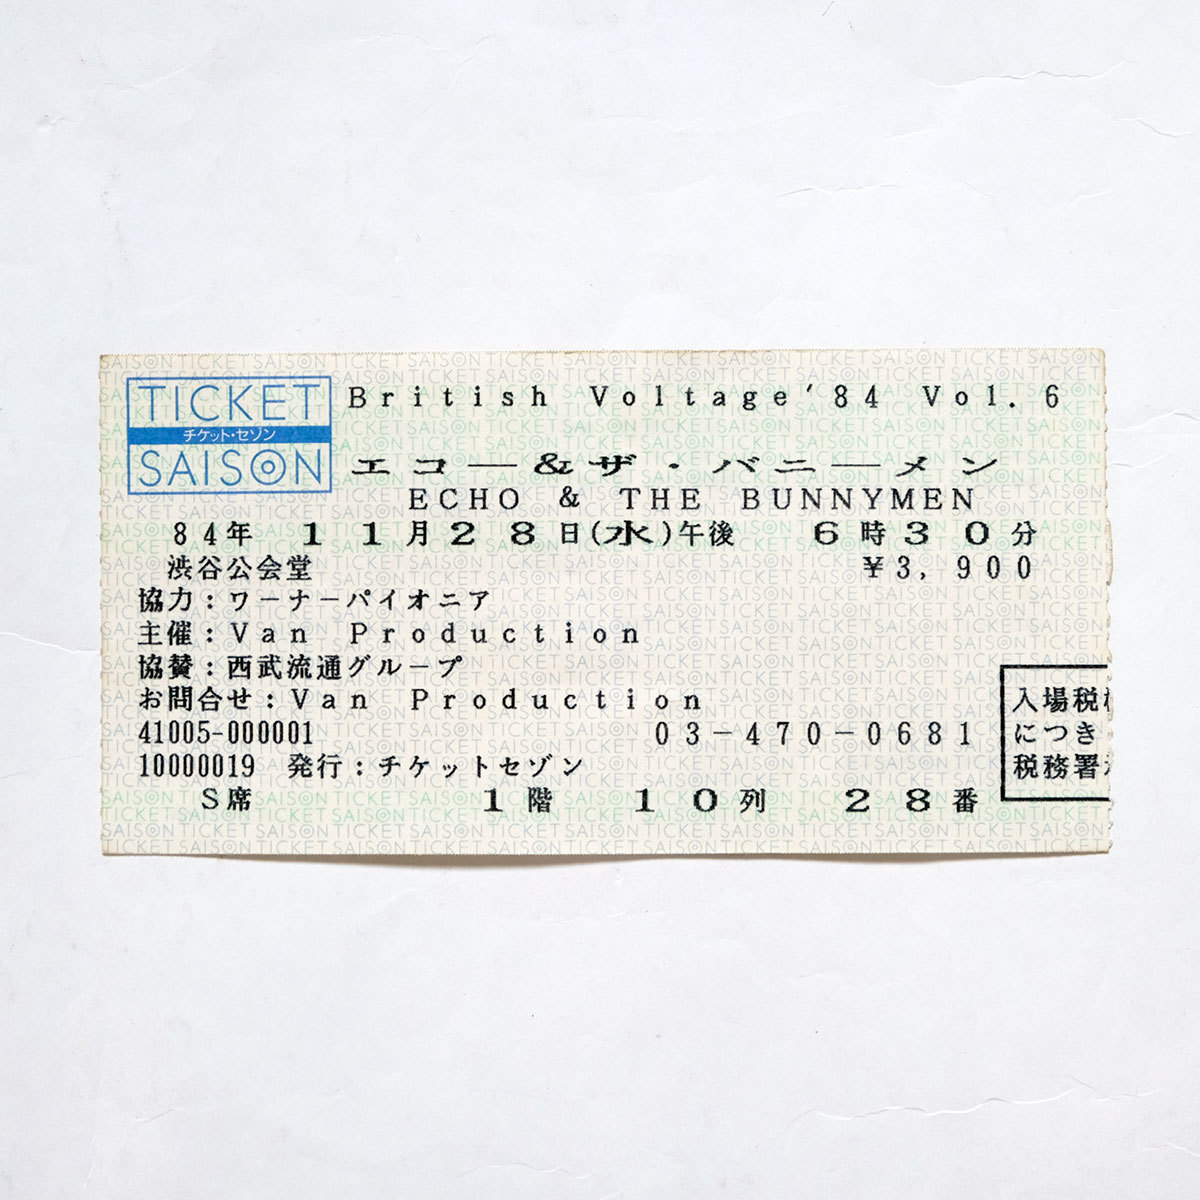 TICKET
チケット・セゾン
SAISON
British Voltage '84 Vol. 6
エコー&ザ・バニーメン
ECHO & THE BUNNYMEN
84年 11月28日(水)午後 6時30分
渋谷公会堂 ¥3,900
協力:ワーナーパイオニア
主催:Van Production
協賛:西武流通グループ
お問合せ:Van Production
41005-000001 03-470-0681
10000019 発行:チケットセゾン
S席 1階 10列 28番
入場税
につき
税務署